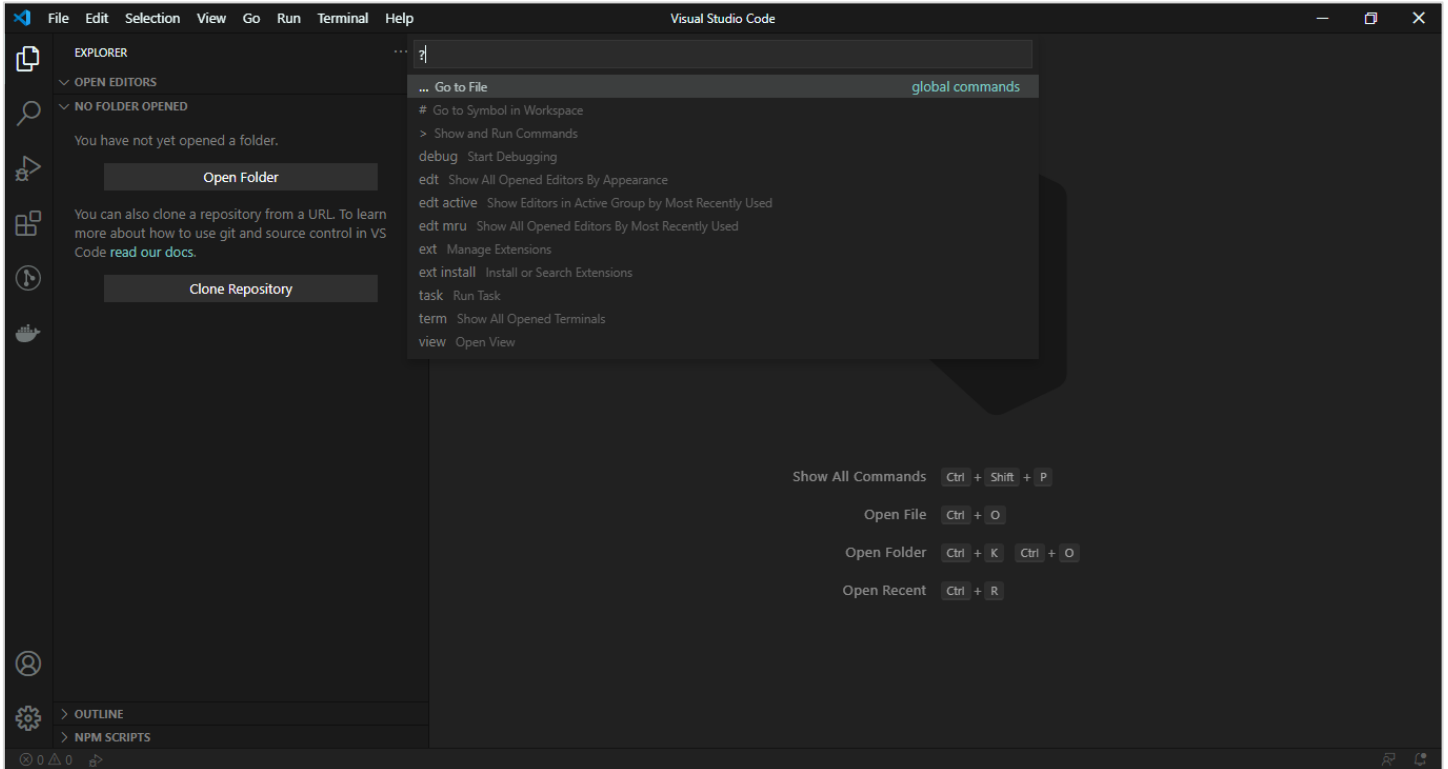 File Edit Selection View Go Run Terminal Help
Visual Studio Code
EXPLORER
...
OPEN EDITORS
NO FOLDER OPENED
You have not yet opened a folder.
Open Folder
You can also clone a repository from a URL. To learn
more about how to use git and source control in VS
Code read our docs.
Clone Repository
?
... Go to File global commands
# Go to Symbol in Workspace
> Show and Run Commands
debug Start Debugging
edt Show All Opened Editors By Appearance
edt active Show Editors in Active Group by Most Recently Used
edt mru Show All Opened Editors By Most Recently Used
ext Manage Extensions
ext install Install or Search Extensions
task Run Task
term Show All Opened Terminals
view Open View
Show All Commands Ctrl + Shift + P
Open File Ctrl + O
Open Folder Ctrl + K Ctrl + O
Open Recent Ctrl + R
OUTLINE
NPM SCRIPTS
0 0